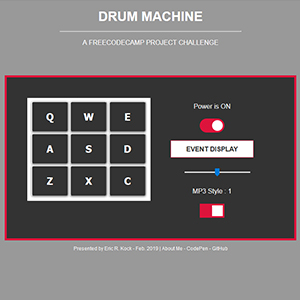 DRUM MACHINE
A FREECODECAMP PROJECT CHALLENGE
Power is ON
Q W E
EVENT DISPLAY
A S D
MP3 Style : 1
Z X C
Presented by Eric R. Kock - Feb. 2019 | About Me - CodePen - GitHub